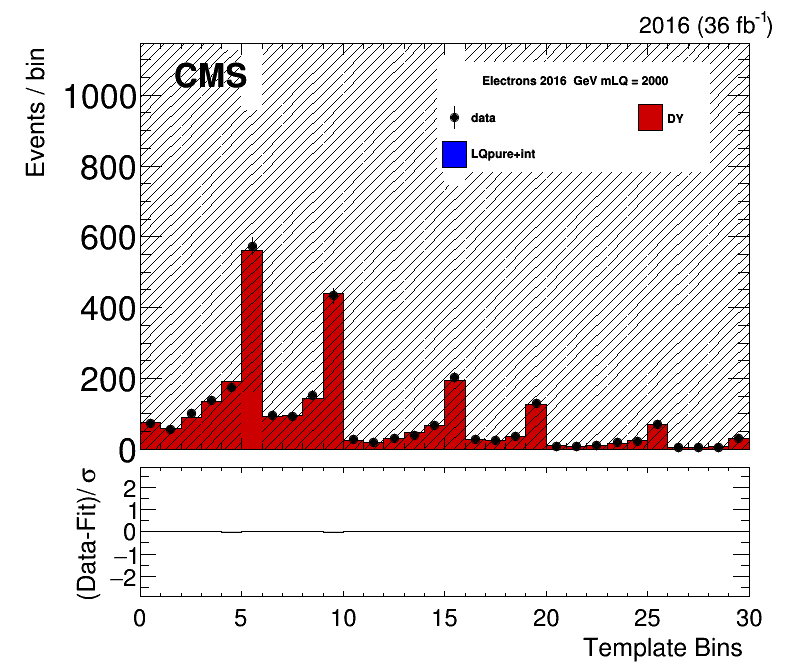 2016 (36 fb-1)
Events / bin
CMS
Electrons 2016 GeV mLQ = 2000
data
DY
LQpure+int
1000
800
600
400
200
0
(Data-Fit)/ σ
2
1
0
−1
−2
0 5 10 15 20 25 30
Template Bins